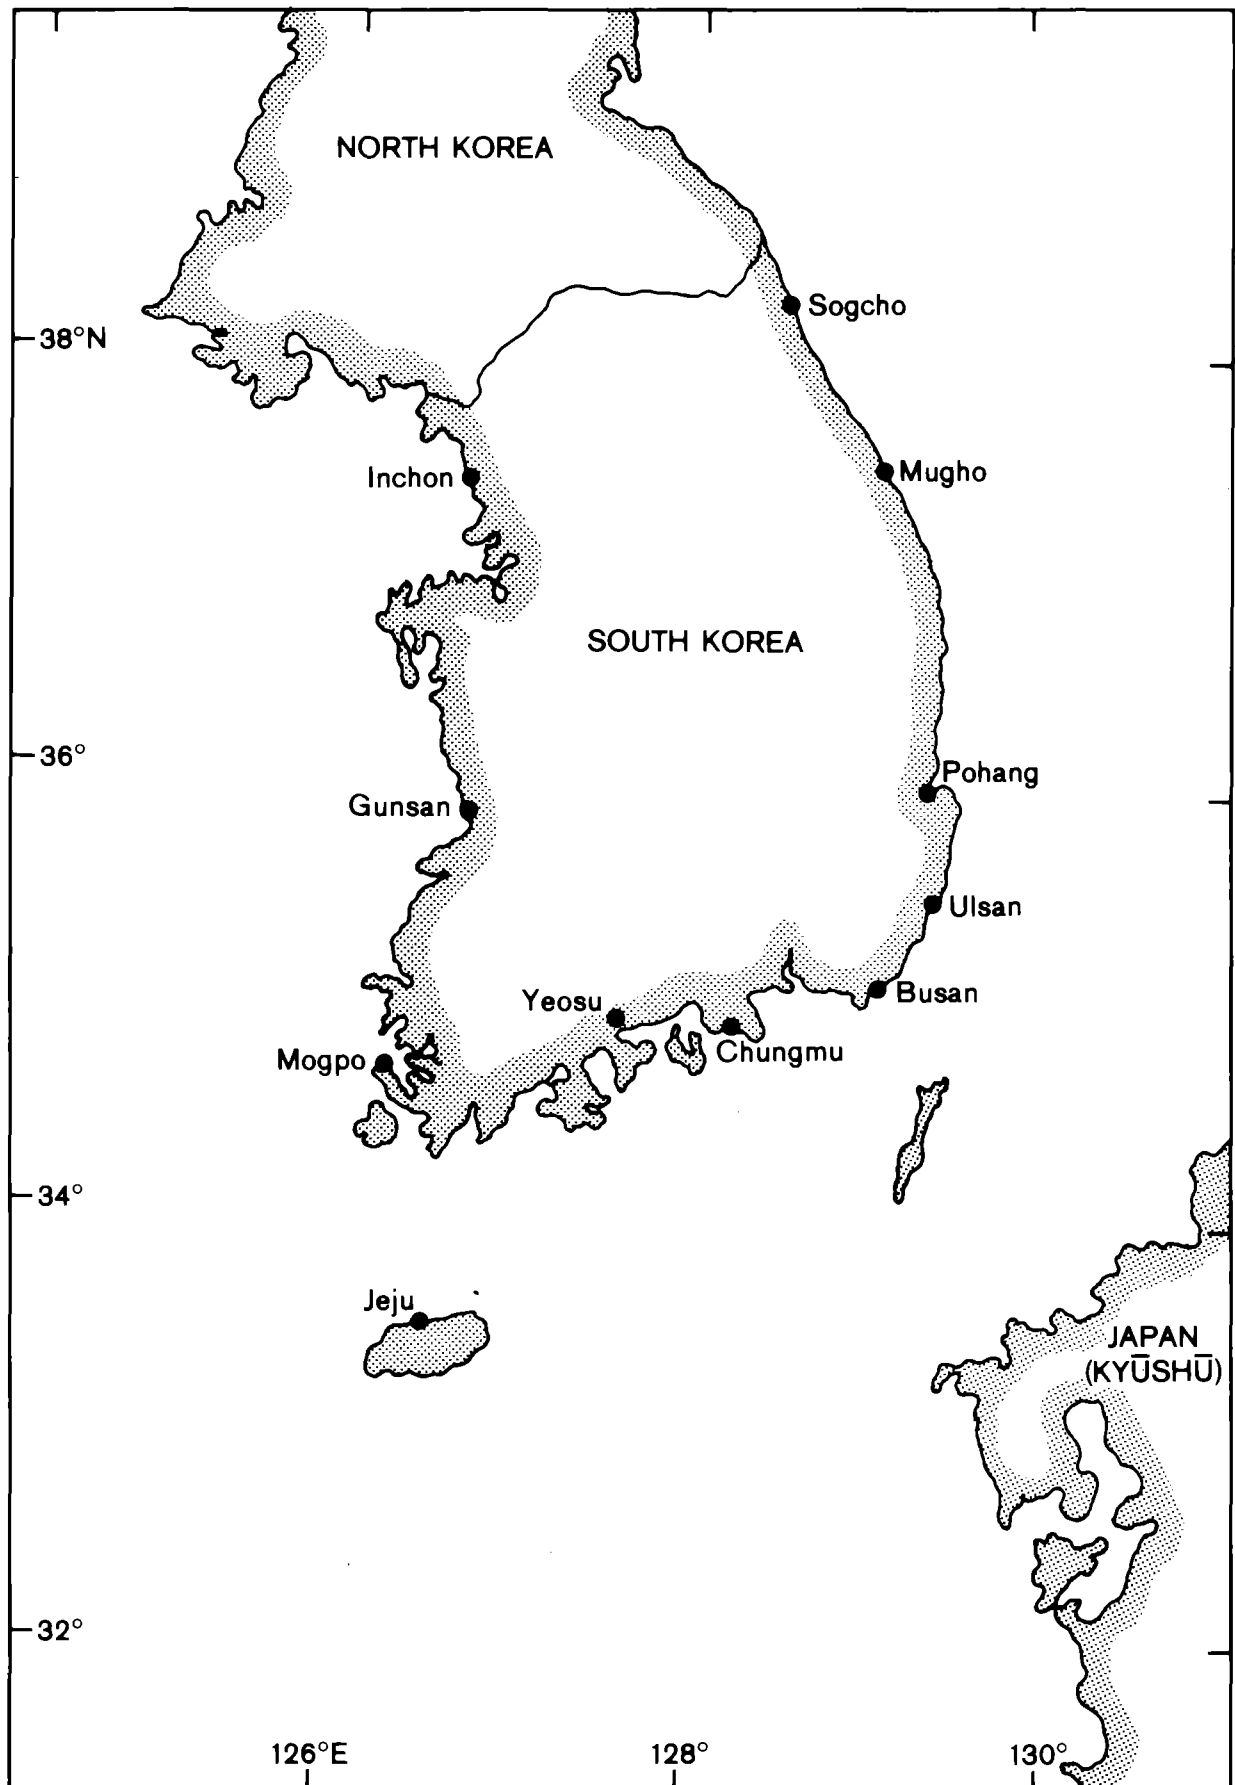 NORTH KOREA
Sogcho
38°N
Inchon
Mugho
SOUTH KOREA
36°
Pohang
Gunsan
Ulsan
Yeosu
Busan
Mogpo
Chungmu
34°
Jeju
JAPAN
(KYŪSHŪ)
32°
126°E
128°
130°